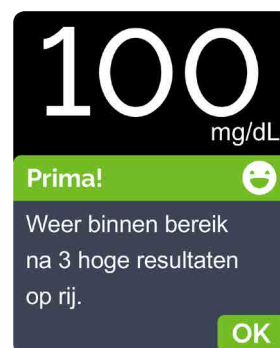 100
mg/dL
Prima!
Weer binnen bereik
na 3 hoge resultaten
op rij.
OK